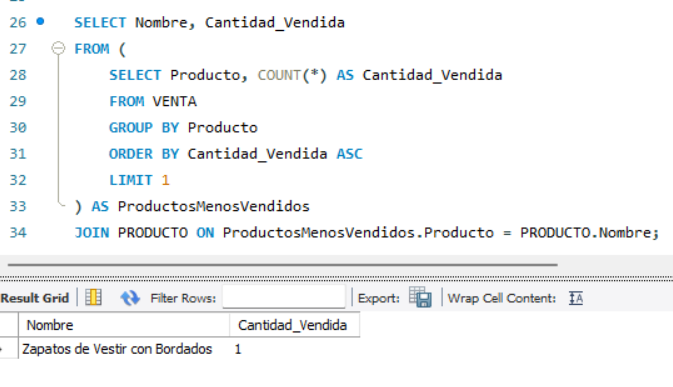 26 SELECT Nombre, Cantidad_Vendida
27 FROM (
28 SELECT Producto, COUNT(*) AS Cantidad_Vendida
29 FROM VENTA
30 GROUP BY Producto
31 ORDER BY Cantidad_Vendida ASC
32 LIMIT 1
33 ) AS ProductosMenosVendidos
34 JOIN PRODUCTO ON ProductosMenosVendidos.Producto = PRODUCTO.Nombre;
Result Grid Filter Rows: Export: Wrap Cell Content: IA
Nombre Cantidad_Vendida
Zapatos de Vestir con Bordados 1